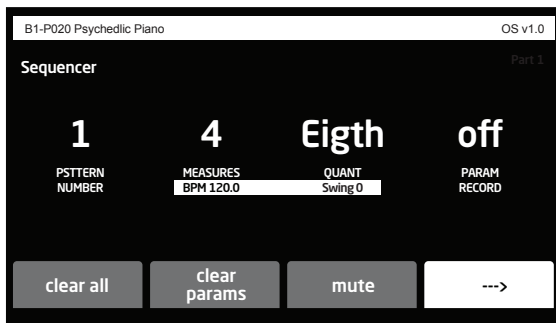 B1-P020 Psychedlic Piano OS v1.0
Sequencer Part 1
1 4 Eigth off
PSTTERN MEASURES QUANT PARAM
NUMBER BPM 120.0 Swing 0 RECORD
clear all clear params mute --->